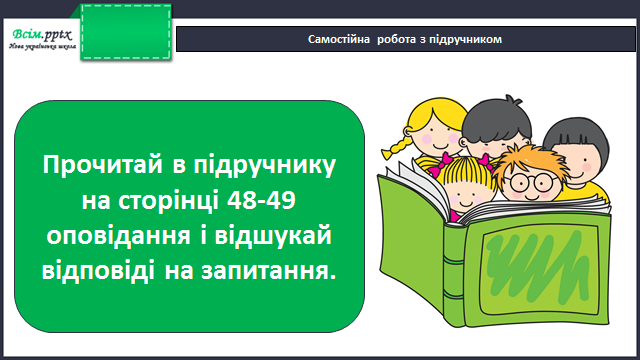 Всім.pptx
Нова українська школа
Самостійна робота з підручником
Прочитай в підручнику
на сторінці 48-49
оповідання і відшукай
відповіді на запитання.